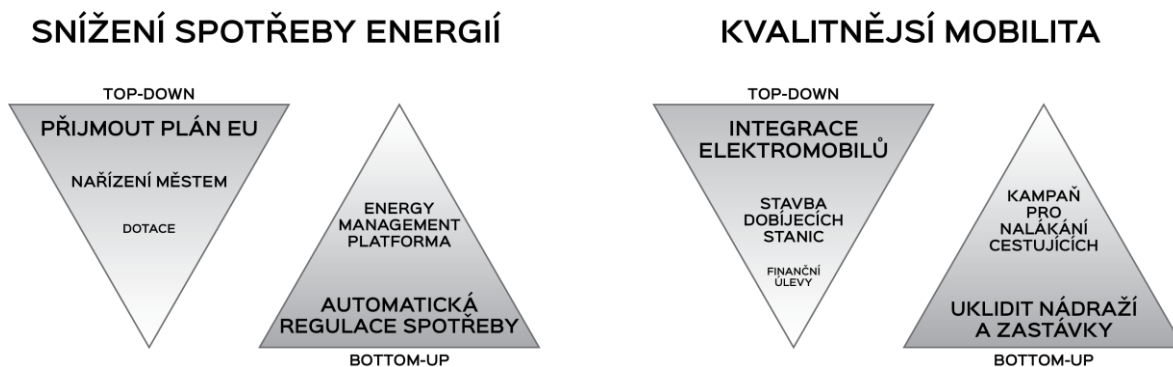 SNÍŽENÍ SPOTŘEBY ENERGIÍ
TOP-DOWN
PŘIJMOUT PLÁN EU
NAŘÍZENÍ MĚSTEM
DOTACE
ENERGY
MANAGEMENT
PLATFORMA
AUTOMATICKÁ
REGULACE SPOTŘEBY
BOTTOM-UP
KVALITNĚJSÍ MOBILITA
TOP-DOWN
INTEGRACE
ELEKTROMOBILŮ
STAVBA
DOBÍJECÍCH
STANIC
FINANČNÍ
ÚLEVY
KAMPAŇ
PRO
NALÁKÁNÍ
CESTUJÍCÍCH
UKLIDIT NÁDRAŽÍ
A ZASTÁVKY
BOTTOM-UP